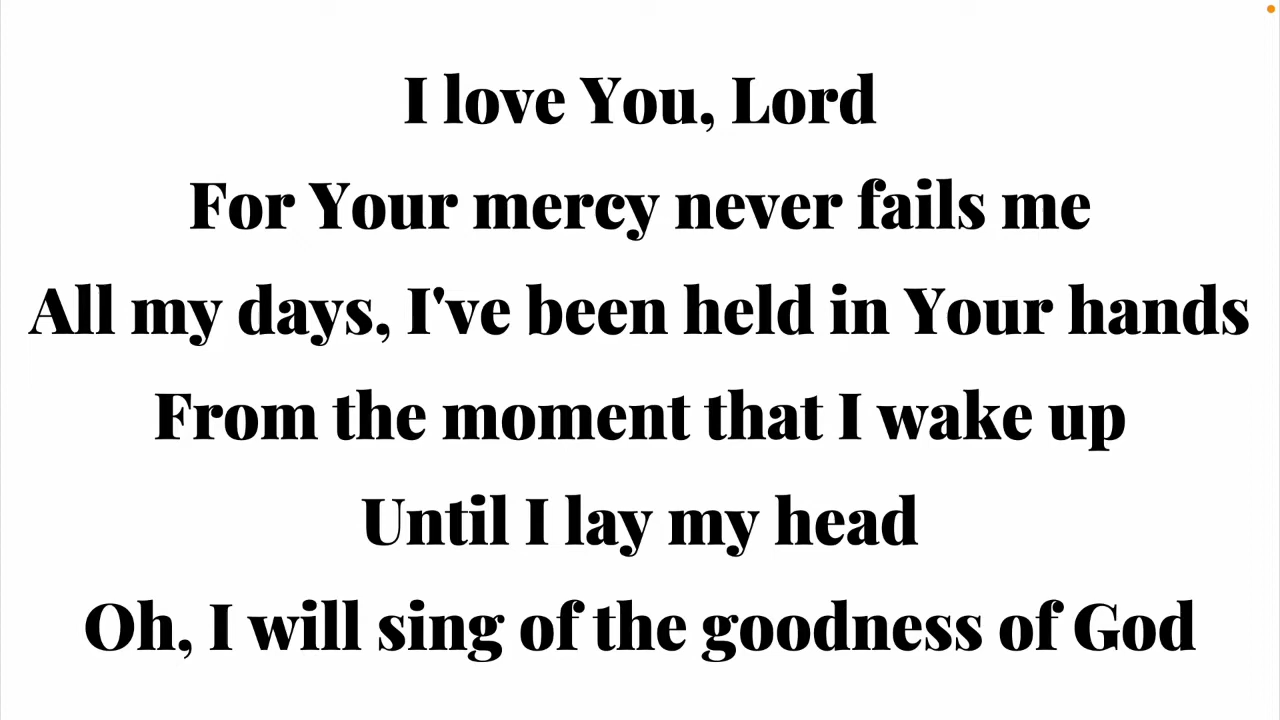 I love You, Lord
For Your mercy never fails me
All my days, I've been held in Your hands
From the moment that I wake up
Until I lay my head
Oh, I will sing of the goodness of God